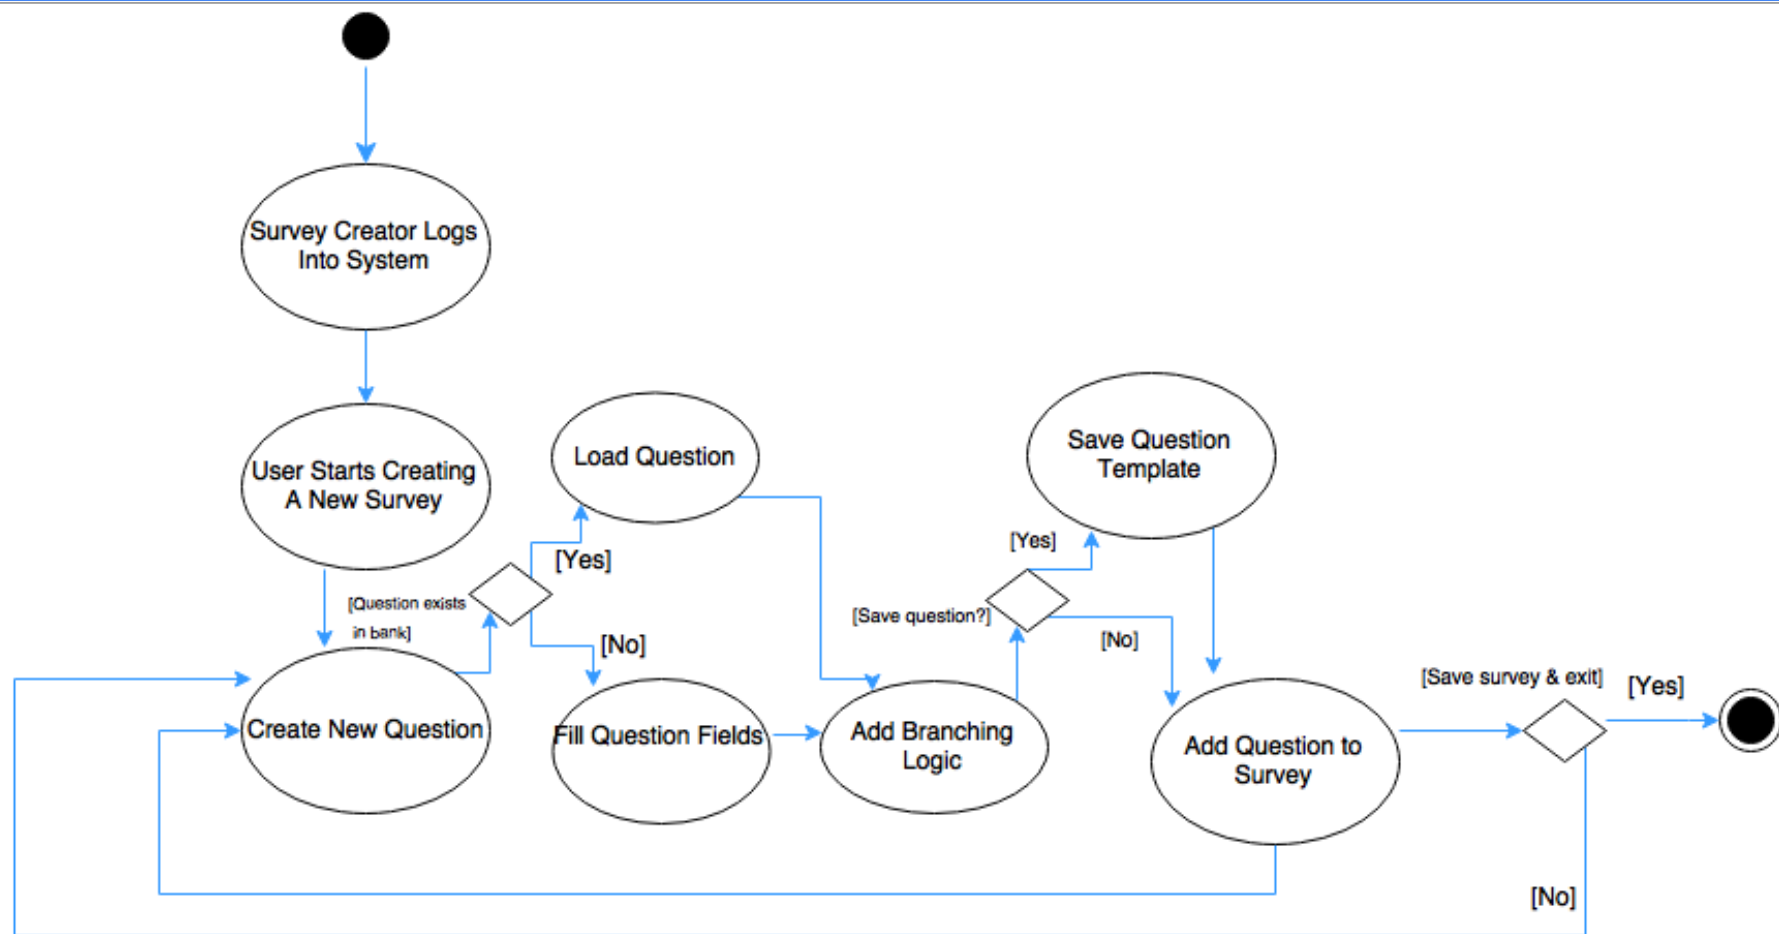 Survey Creator Logs
Into System
User Starts Creating
A New Survey
[Question exists
in bank]
Create New Question
Load Question
[Yes]
[No]
Fill Question Fields
Add Branching
Logic
[Save question?]
[Yes]
[No]
Save Question
Template
Add Question to
Survey
[Save survey & exit]
[Yes]
[No]